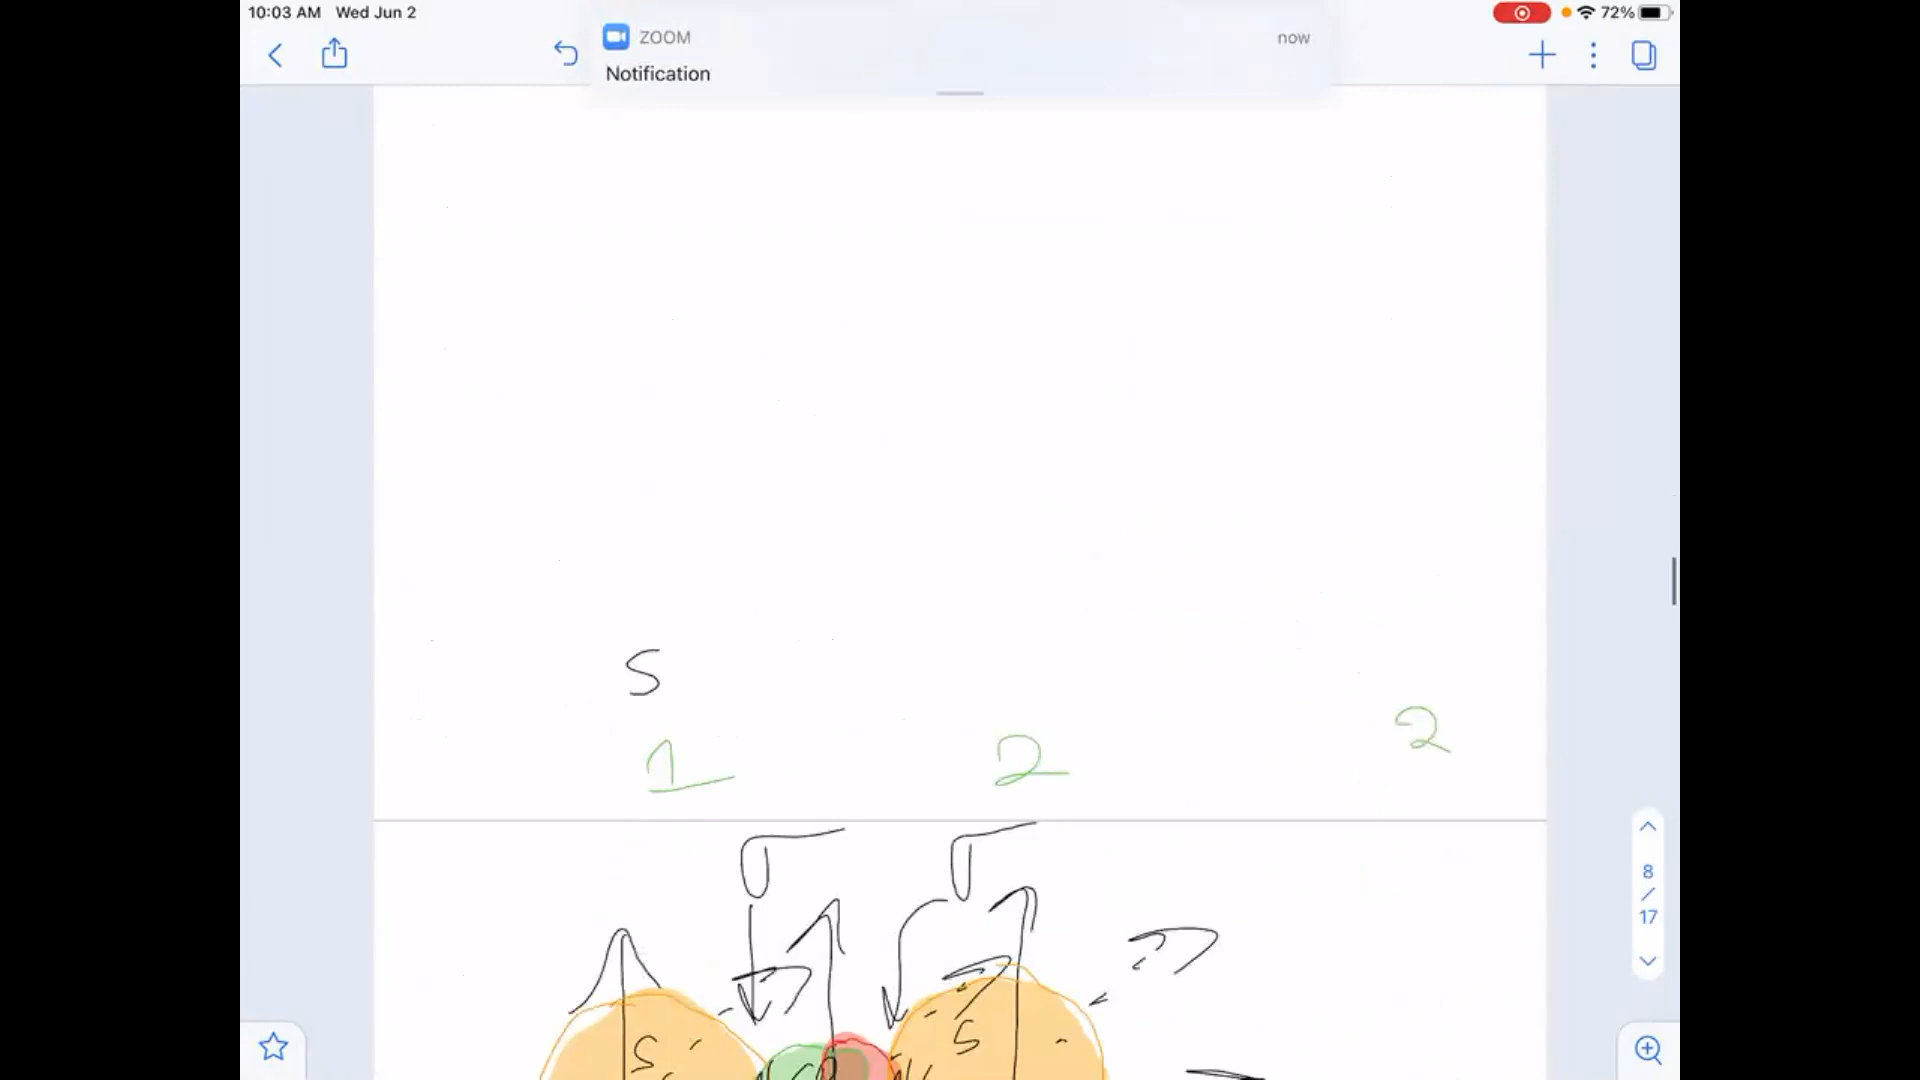 10:03 AM Wed Jun 2
72%
ZOOM
now
Notification
S
1 2 2
σ σ
8
/
17
S S